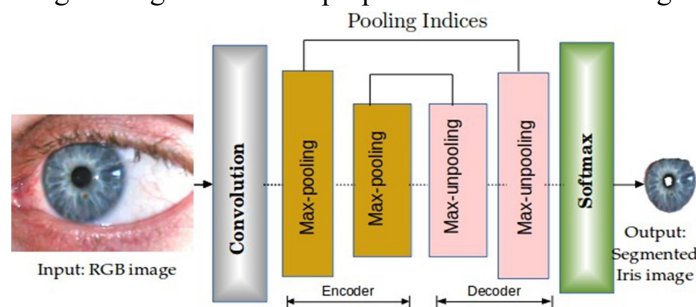 Pooling Indices
Convolution
Max-pooling
Max-pooling
Max-unpooling
Max-unpooling
Softmax
Input: RGB image
Output:
Segmented
Iris image
Encoder
Decoder